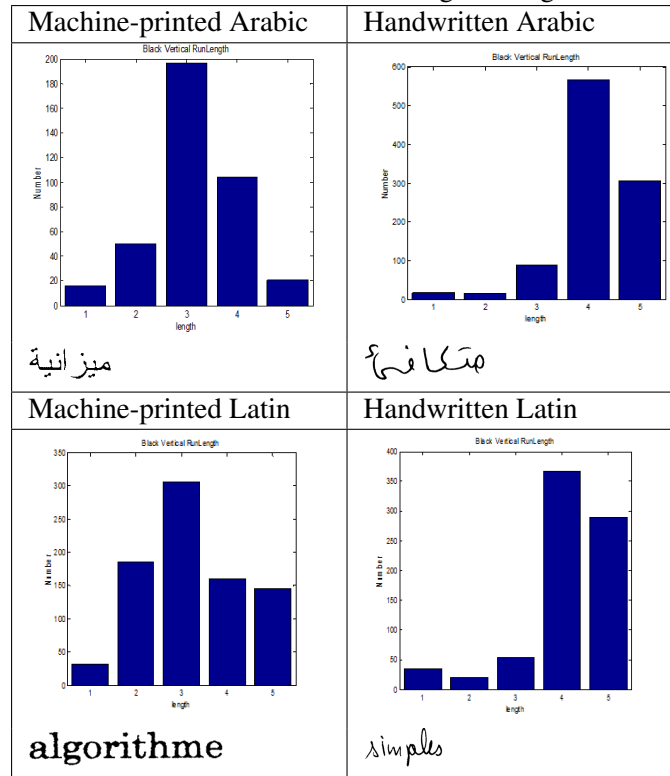 Machine-printed Arabic
Handwritten Arabic
Black Vertical RunLength
Number
200
180
160
140
120
100
80
60
40
20
0
1 2 3 4 5
length
ميزانية
Black Vertical RunLength
Number
600
500
400
300
200
100
0
1 2 3 4 5
length
متكافئ
Machine-printed Latin
Handwritten Latin
Black Vertical RunLength
Number
350
300
250
200
150
100
50
0
1 2 3 4 5
length
algorithme
Black Vertical RunLength
Number
400
350
300
250
200
150
100
50
0
1 2 3 4 5
length
simples